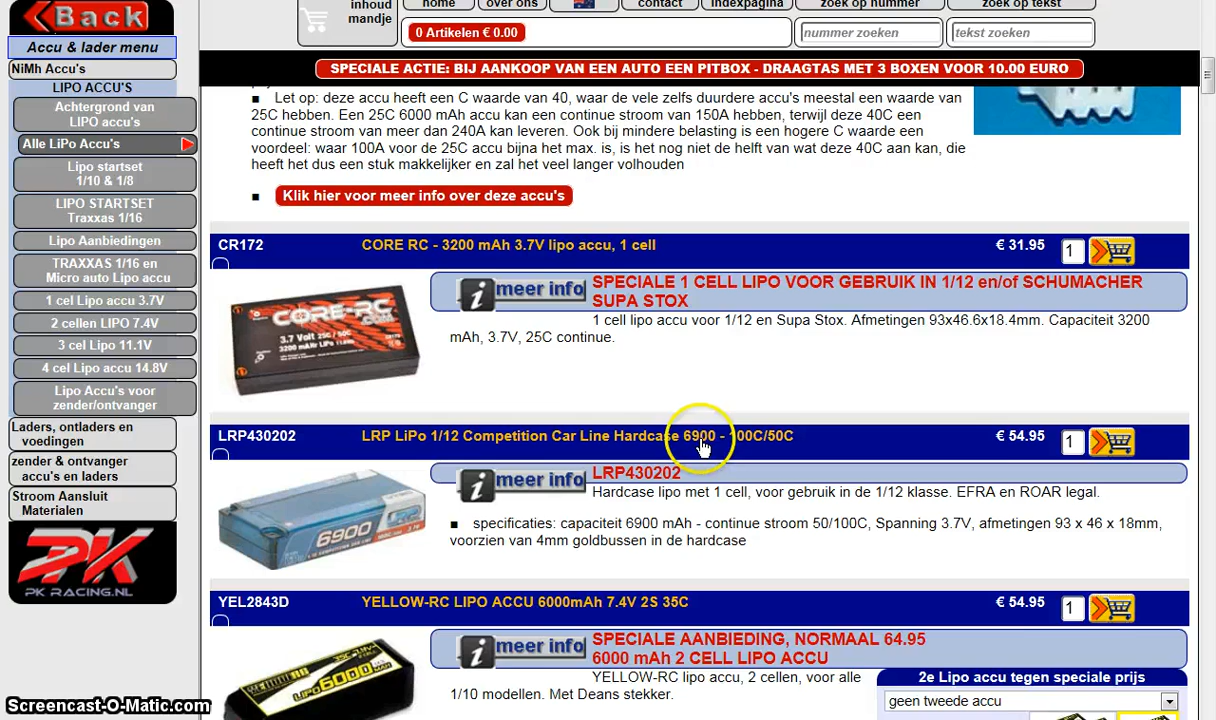 Back
inhoud
mandje
home
over ons
contact
indexpagina
zoek op nummer
zoek op tekst
0 Artikelen € 0.00
nummer zoeken
tekst zoeken
Accu & lader menu
NiMh Accu's
LIPO ACCU'S
Achtergrond van
LIPO accu's
Alle LiPo Accu's
Lipo startset
1/10 & 1/8
LIPO STARTSET
Traxxas 1/16
Lipo Aanbiedingen
TRAXXAS 1/16 en
Micro auto Lipo accu
1 cel Lipo accu 3.7V
2 cellen LIPO 7.4V
3 cel Lipo 11.1V
4 cel Lipo accu 14.8V
Lipo Accu's voor
zender/ontvanger
Laders, ontladers en
voedingen
zender & ontvanger
accu's en laders
Stroom Aansluit
Materialen
PK
PK RACING.NL
SPECIALE ACTIE: BIJ AANKOOP VAN EEN AUTO EEN PITBOX - DRAAGTAS MET 3 BOXEN VOOR 10.00 EURO
Let op: deze accu heeft een C waarde van 40, waar de vele zelfs duurdere accu's meestal een waarde van
25C hebben. Een 25C 6000 mAh accu kan een continue stroom van 150A hebben, terwijl deze 40C een
continue stroom van meer dan 240A kan leveren. Ook bij mindere belasting is een hogere C waarde een
voordeel: waar 100A voor de 25C accu bijna het max. is, is het nog niet de helft van wat deze 40C aan kan, die
heeft het dus een stuk makkelijker en zal het veel langer volhouden
Klik hier voor meer info over deze accu's
CR172 CORE RC - 3200 mAh 3.7V lipo accu, 1 cell € 31.95 1
meer info SPECIALE 1 CELL LIPO VOOR GEBRUIK IN 1/12 en/of SCHUMACHER
SUPA STOX
1 cell lipo accu voor 1/12 en Supa Stox. Afmetingen 93x46.6x18.4mm. Capaciteit 3200
mAh, 3.7V, 25C continue.
CORE-RC
3.7 Volt 25C / 50C
LRP430202 LRP LiPo 1/12 Competition Car Line Hardcase 6900 - 100C/50C € 54.95 1
meer info LRP430202
Hardcase lipo met 1 cell, voor gebruik in de 1/12 klasse. EFRA en ROAR legal.
specificaties: capaciteit 6900 mAh - continue stroom 50/100C, Spanning 3.7V, afmetingen 93 x 46 x 18mm,
voorzien van 4mm goldbussen in de hardcase
6900
YEL2843D YELLOW-RC LIPO ACCU 6000mAh 7.4V 2S 35C € 54.95 1
meer info SPECIALE AANBIEDING, NORMAAL 64.95
6000 mAh 2 CELL LIPO ACCU
YELLOW-RC lipo accu, 2 cellen, voor alle
1/10 modellen. Met Deans stekker.
2e Lipo accu tegen speciale prijs
geen tweede accu
LIPO6000
Screencast-O-Matic.com